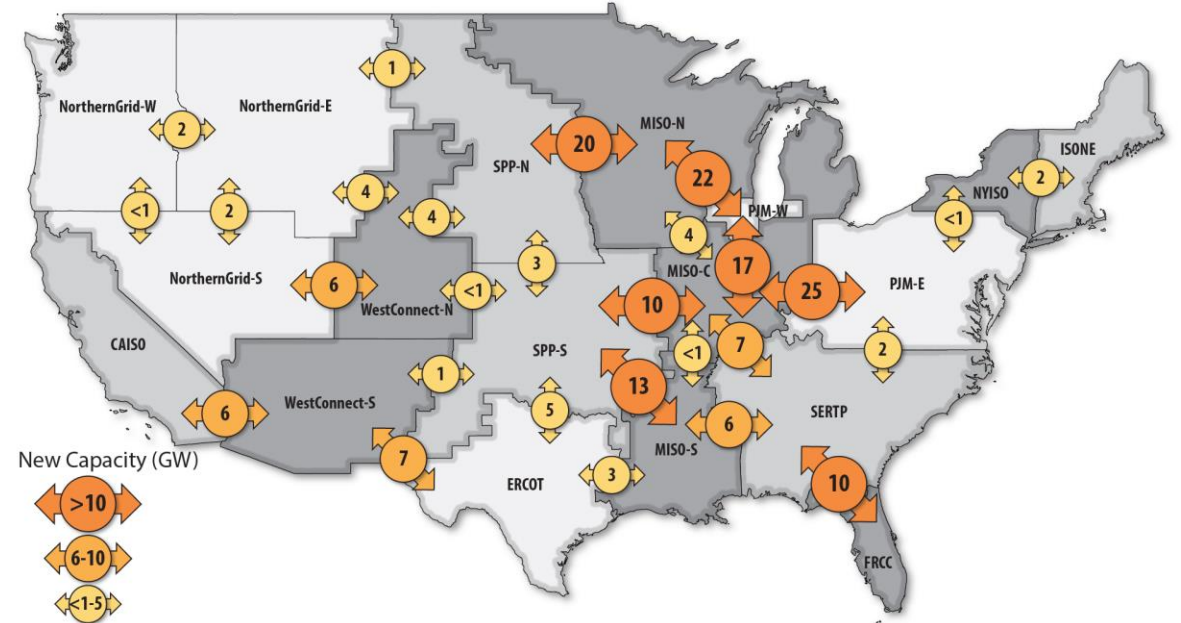 1
NorthernGrid-W
NorthernGrid-E
2
MISO-N
20
ISONE
SPP-N
22
2
NYISO
4
<1
2
4
PJM-W
<1
4
3
17
MISO-C
NorthernGrid-S
6
<1
10
25
PJM-E
WestConnect-N
CAISO
SPP-S
<1
7
2
1
13
WestConnect-S
5
SERTP
6
6
MISO-S
New Capacity (GW)
7
3
ERCOT
10
>10
6-10
FRCC
<1-5